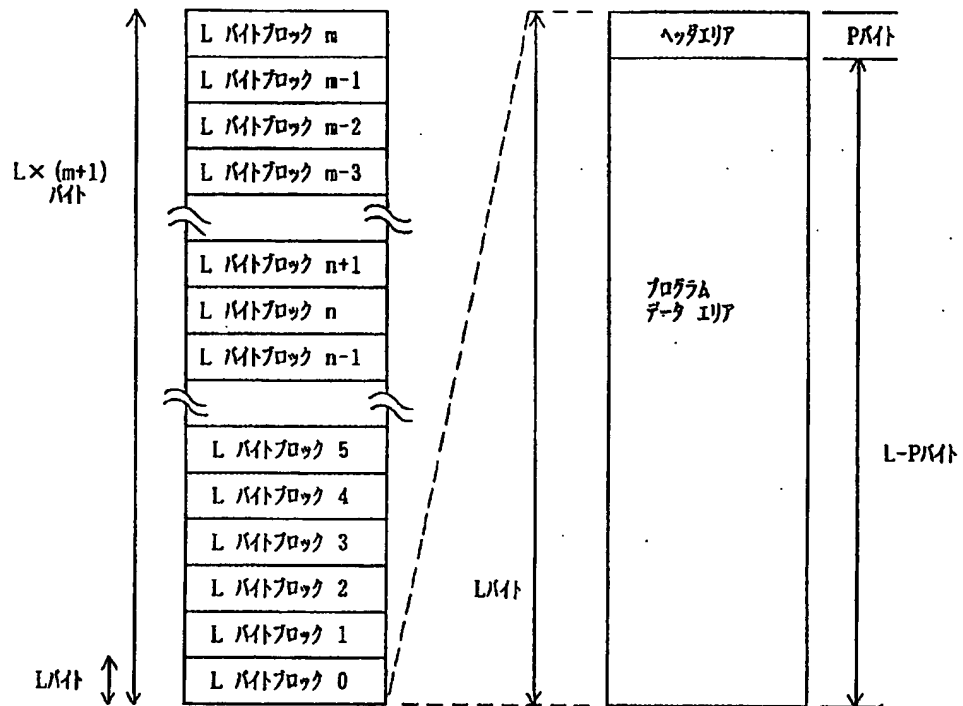 L バイトブロック m
L バイトブロック m-1
L バイトブロック m-2
L バイトブロック m-3
L× (m+1)
バイト
L バイトブロック n+1
L バイトブロック n
L バイトブロック n-1
L バイトブロック 5
L バイトブロック 4
L バイトブロック 3
L バイトブロック 2
L バイトブロック 1
L バイトブロック 0
Lバイト
Lバイト
ヘッダエリア
Pバイト
プログラム
データ エリア
L-Pバイト